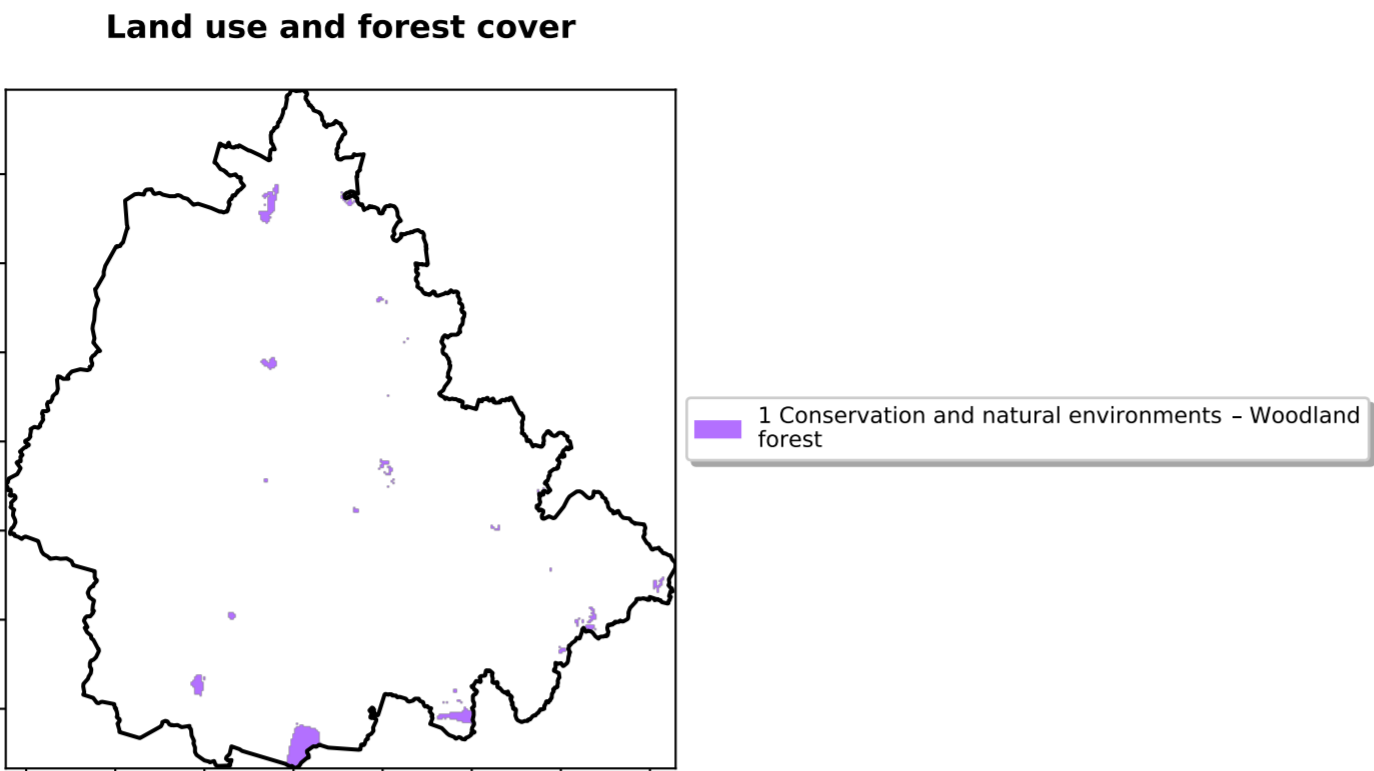 Land use and forest cover
1 Conservation and natural environments – Woodland
forest